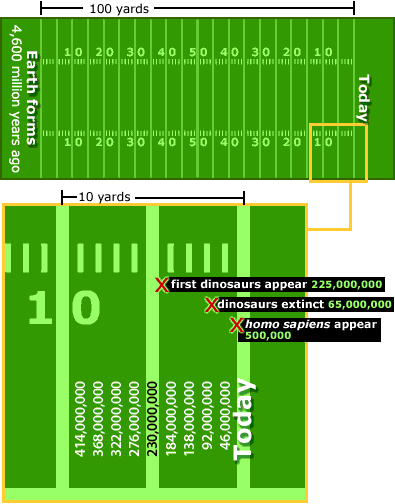 100 yards
Earth forms
4,600 million years ago
10 20 30 40 50 40 30 20 10
10 20 30 40 50 40 30 20 10
Today
10 yards
first dinosaurs appear 225,000,000
dinosaurs extinct 65,000,000
homo sapiens appear
500,000
10
414,000,000
368,000,000
322,000,000
276,000,000
230,000,000
184,000,000
138,000,000
92,000,000
46,000,000
Today